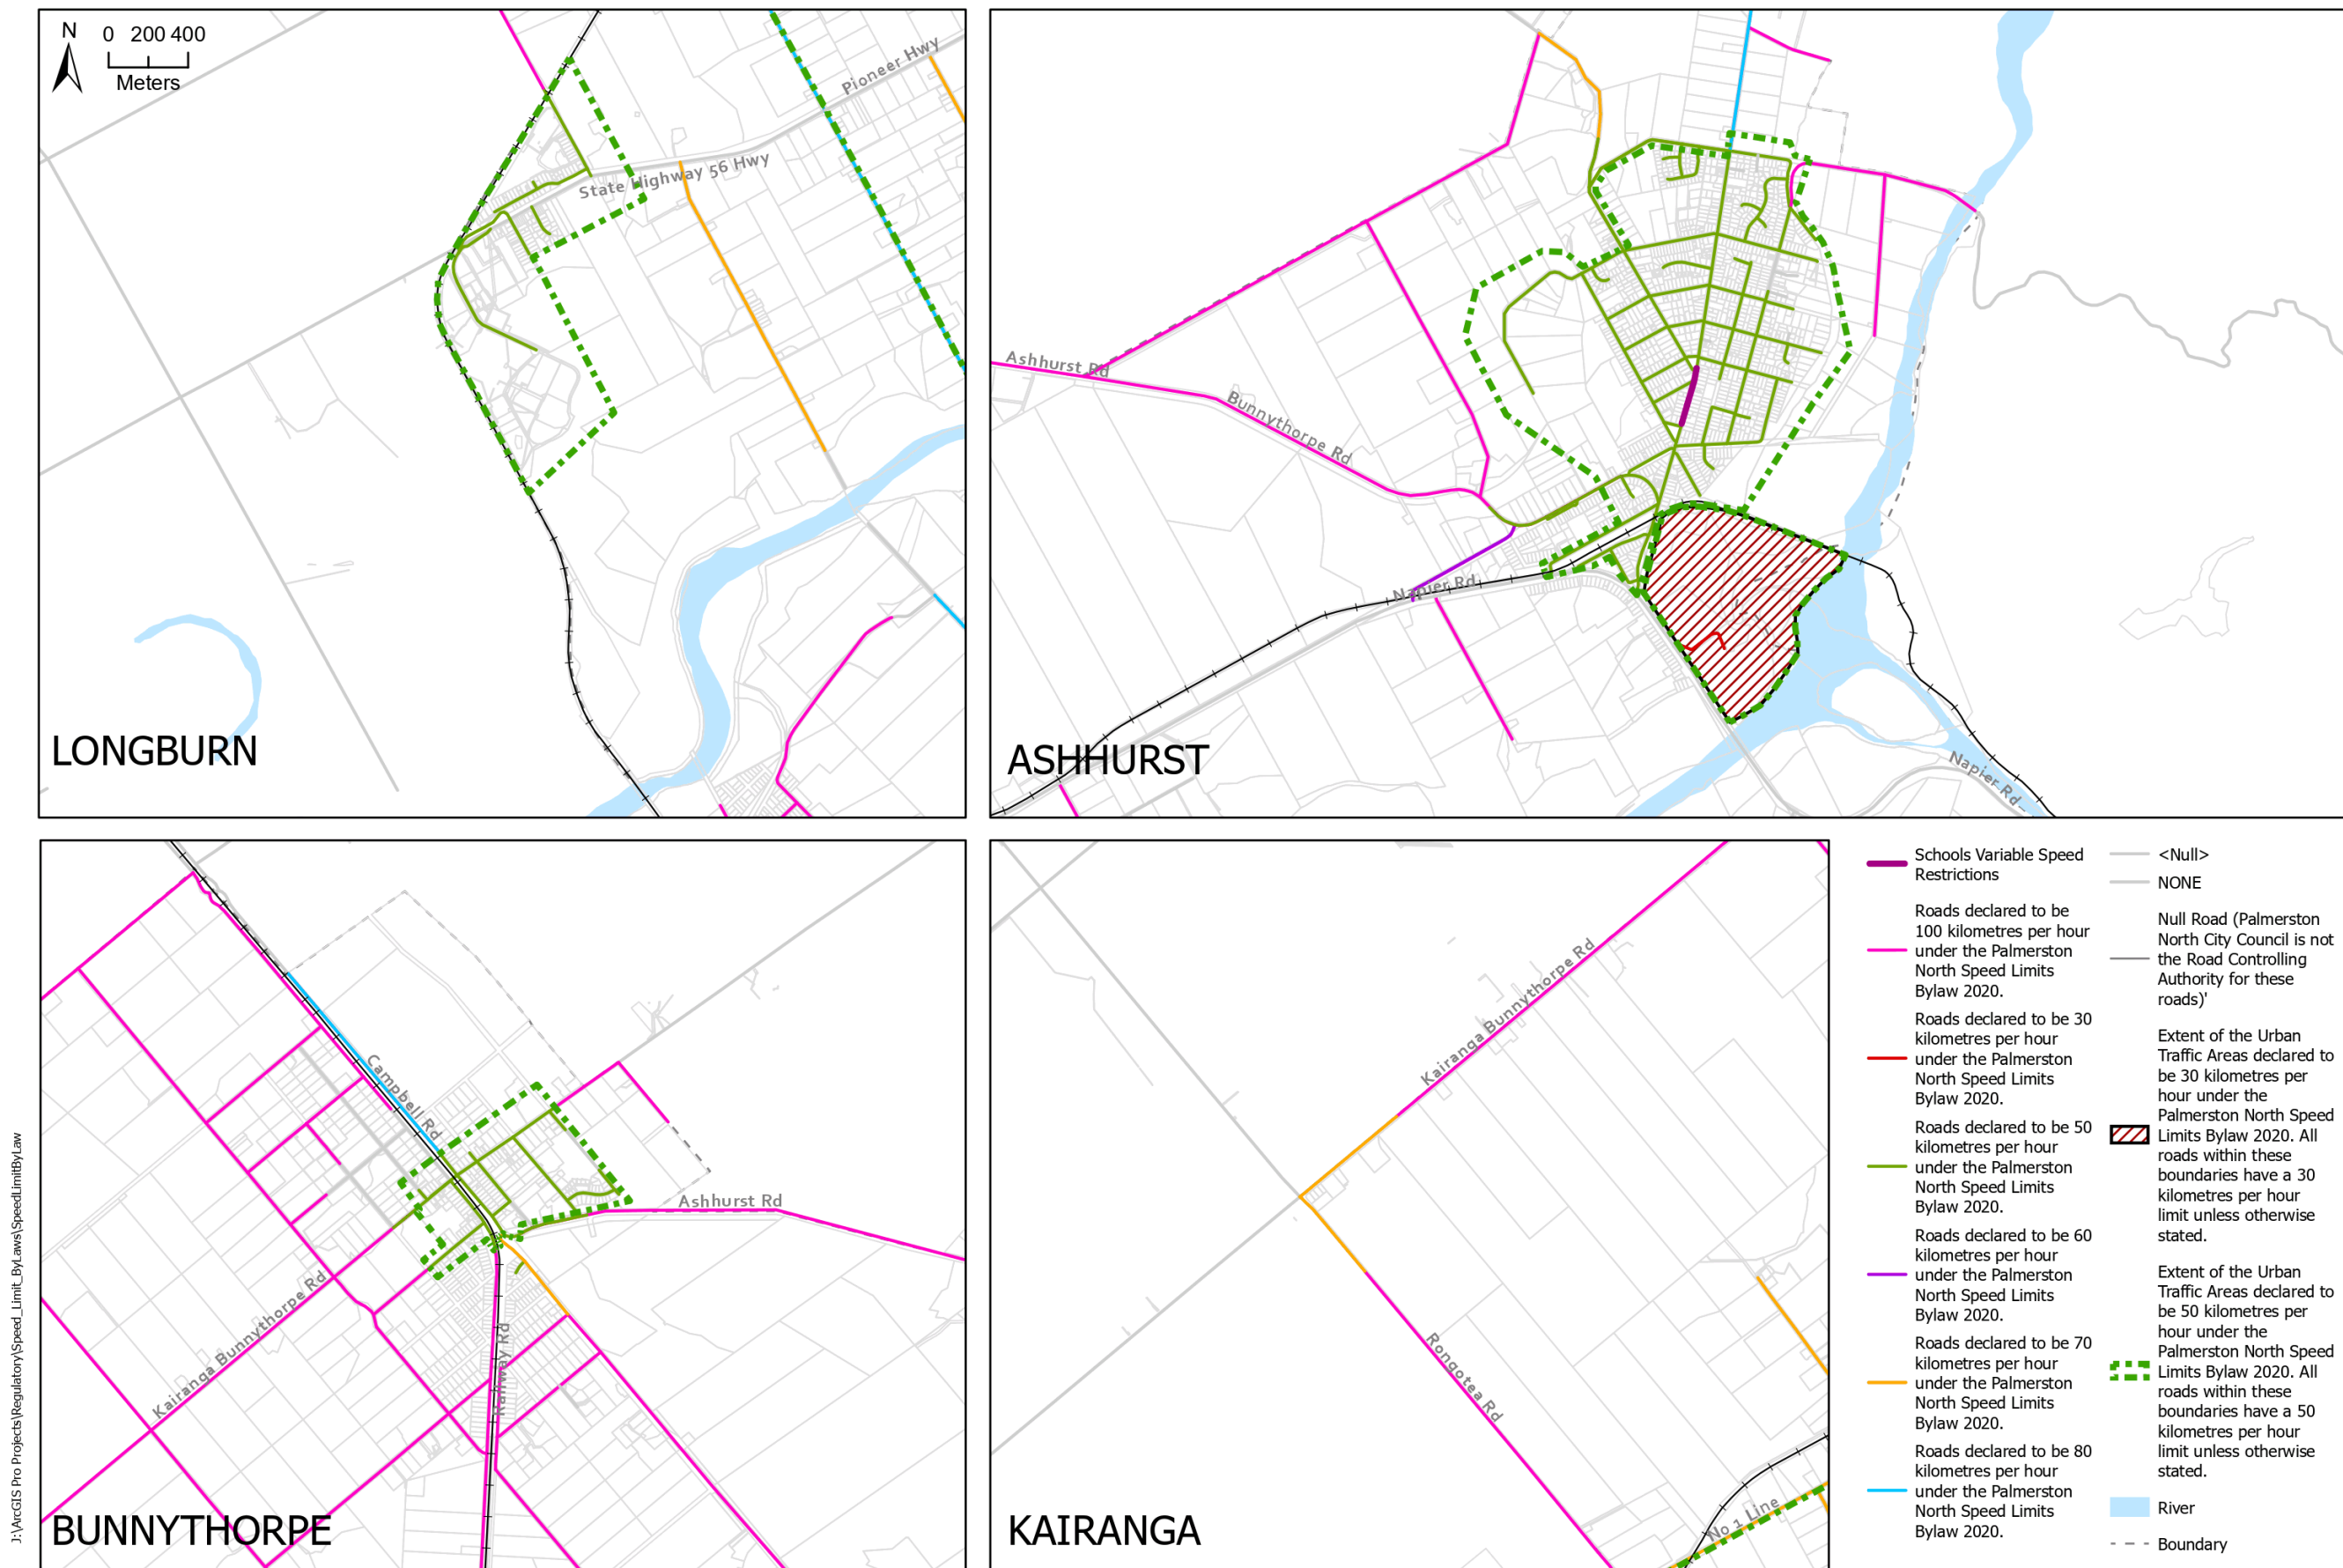 N
0 200 400
Meters
Pioneer Hwy
State Highway 56 Hwy
LONGBURN
Ashhurst Rd
Bunnythorpe Rd
Napier Rd
Napier Rd
ASHHURST
Campbell Rd
Ashhurst Rd
Kairanga Bunnythorpe Rd
Railway Rd
BUNNYTHORPE
Kairanga Bunnythorpe Rd
Rongotea Rd
No 1 Line
KAIRANGA
Schools Variable Speed
Restrictions
Roads declared to be
100 kilometres per hour
under the Palmerston
North Speed Limits
Bylaw 2020.
Roads declared to be 30
kilometres per hour
under the Palmerston
North Speed Limits
Bylaw 2020.
Roads declared to be 50
kilometres per hour
under the Palmerston
North Speed Limits
Bylaw 2020.
Roads declared to be 60
kilometres per hour
under the Palmerston
North Speed Limits
Bylaw 2020.
Roads declared to be 70
kilometres per hour
under the Palmerston
North Speed Limits
Bylaw 2020.
Roads declared to be 80
kilometres per hour
under the Palmerston
North Speed Limits
Bylaw 2020.
<Null>
NONE
Null Road (Palmerston
North City Council is not
the Road Controlling
Authority for these
roads)'
Extent of the Urban
Traffic Areas declared to
be 30 kilometres per
hour under the
Palmerston North Speed
Limits Bylaw 2020. All
roads within these
boundaries have a 30
kilometres per hour
limit unless otherwise
stated.
Extent of the Urban
Traffic Areas declared to
be 50 kilometres per
hour under the
Palmerston North Speed
Limits Bylaw 2020. All
roads within these
boundaries have a 50
kilometres per hour
limit unless otherwise
stated.
River
Boundary
J:\ArcGIS Pro Projects\Regulatory\Speed_Limit_ByLaws\SpeedLimitByLaw